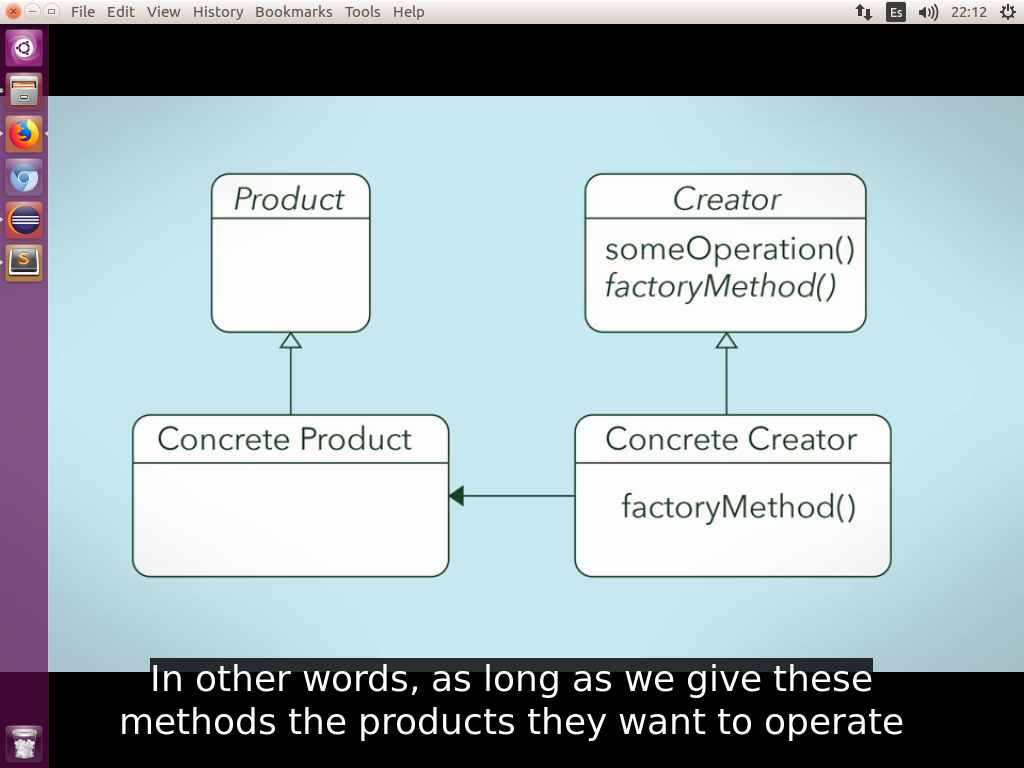 File Edit View History Bookmarks Tools Help
Es 22:12
Product
Creator
someOperation()
factoryMethod()
Concrete Product
Concrete Creator
factoryMethod()
In other words, as long as we give these
methods the products they want to operate